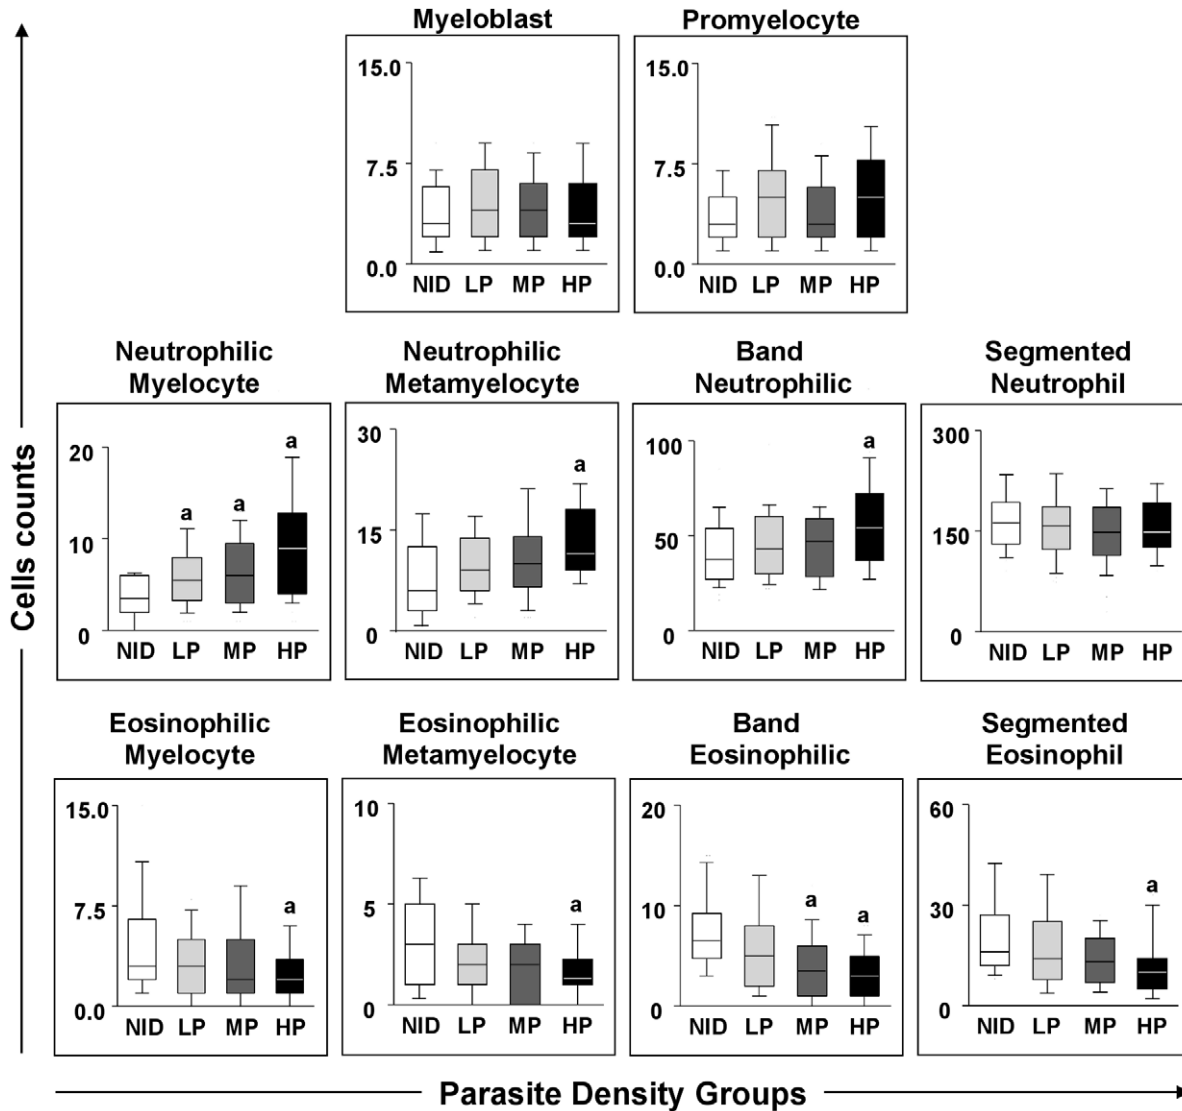 Myeloblast
Promyelocyte
15.0
7.5
0.0
NID LP MP HP
15.0
7.5
0.0
NID LP MP HP
Neutrophilic
Myelocyte
Neutrophilic
Metamyelocyte
Band
Neutrophilic
Segmented
Neutrophil
20
10
0
a
a
a
NID LP MP HP
30
15
0
a
NID LP MP HP
100
50
0
a
NID LP MP HP
300
150
0
NID LP MP HP
Eosinophilic
Myelocyte
Eosinophilic
Metamyelocyte
Band
Eosinophilic
Segmented
Eosinophil
15.0
7.5
0.0
a
NID LP MP HP
10
5
0
a
NID LP MP HP
20
10
0
a
a
NID LP MP HP
60
30
0
a
NID LP MP HP
Cells counts
Parasite Density Groups